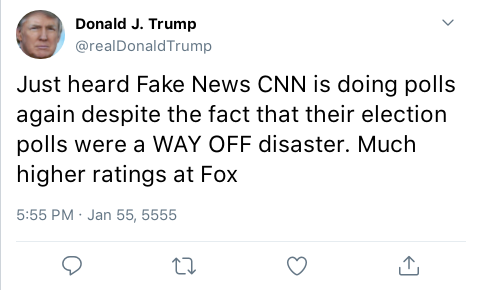 Donald J. Trump
@realDonaldTrump
Just heard Fake News CNN is doing polls
again despite the fact that their election
polls were a WAY OFF disaster. Much
higher ratings at Fox
5:55 PM · Jan 55, 5555